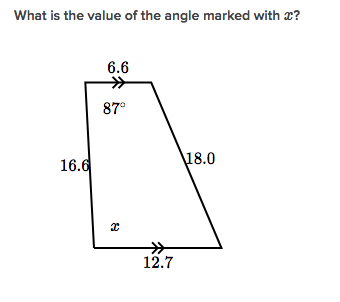 What is the value of the angle marked with x?
6.6
87°
16.6
18.0
x
12.7